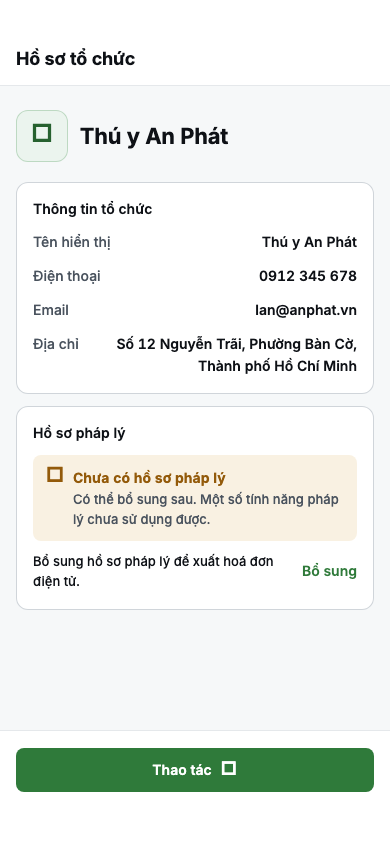 Hồ sơ tổ chức
Thú y An Phát
Thông tin tổ chức
Tên hiển thị
Thú y An Phát
Điện thoại
0912 345 678
Email
lan@anphat.vn
Địa chỉ
Số 12 Nguyễn Trãi, Phường Bàn Cờ,
Thành phố Hồ Chí Minh
Hồ sơ pháp lý
Chưa có hồ sơ pháp lý
Có thể bổ sung sau. Một số tính năng pháp
lý chưa sử dụng được.
Bổ sung hồ sơ pháp lý để xuất hoá đơn
điện tử.
Bổ sung
Thao tác